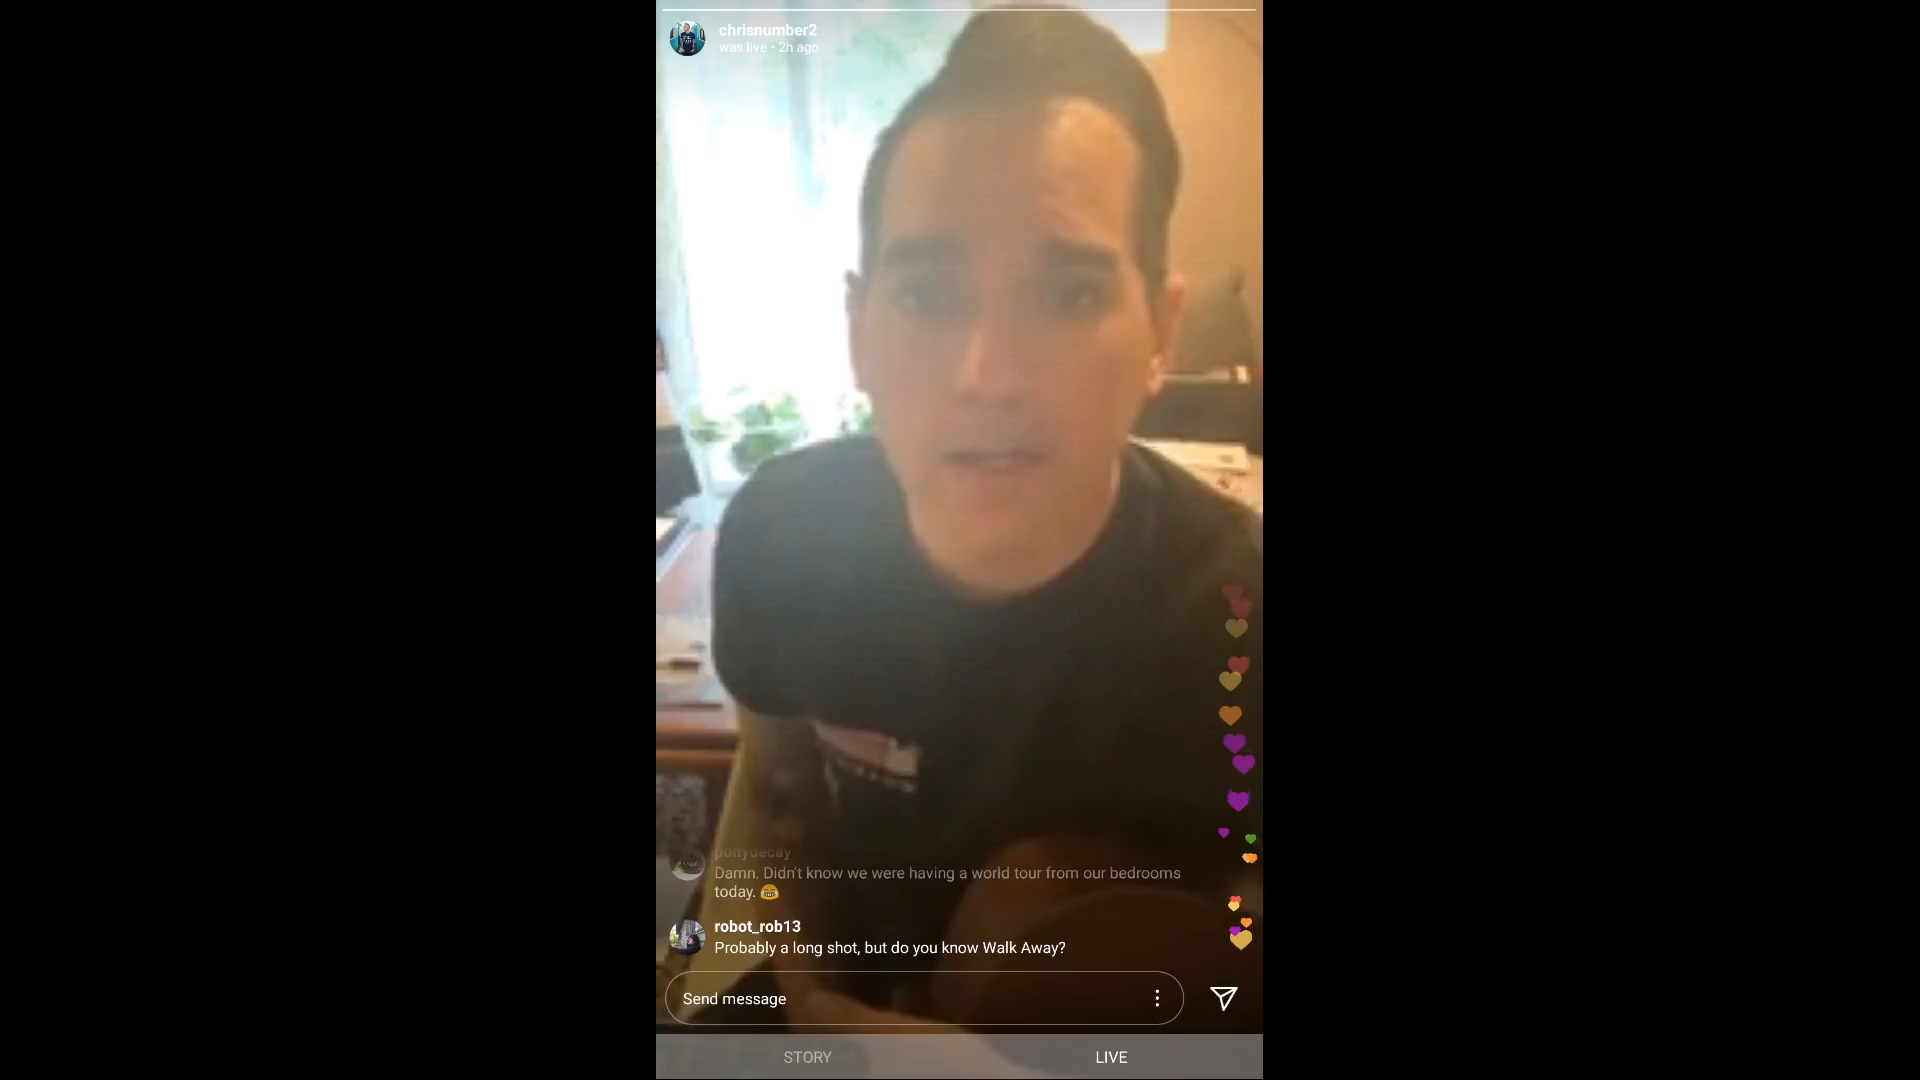 chrisnumber2
was live • 2h ago
ponydecay
Damn. Didn't know we were having a world tour from our bedrooms
today. 😂
robot_rob13
Probably a long shot, but do you know Walk Away?
Send message
STORY
LIVE